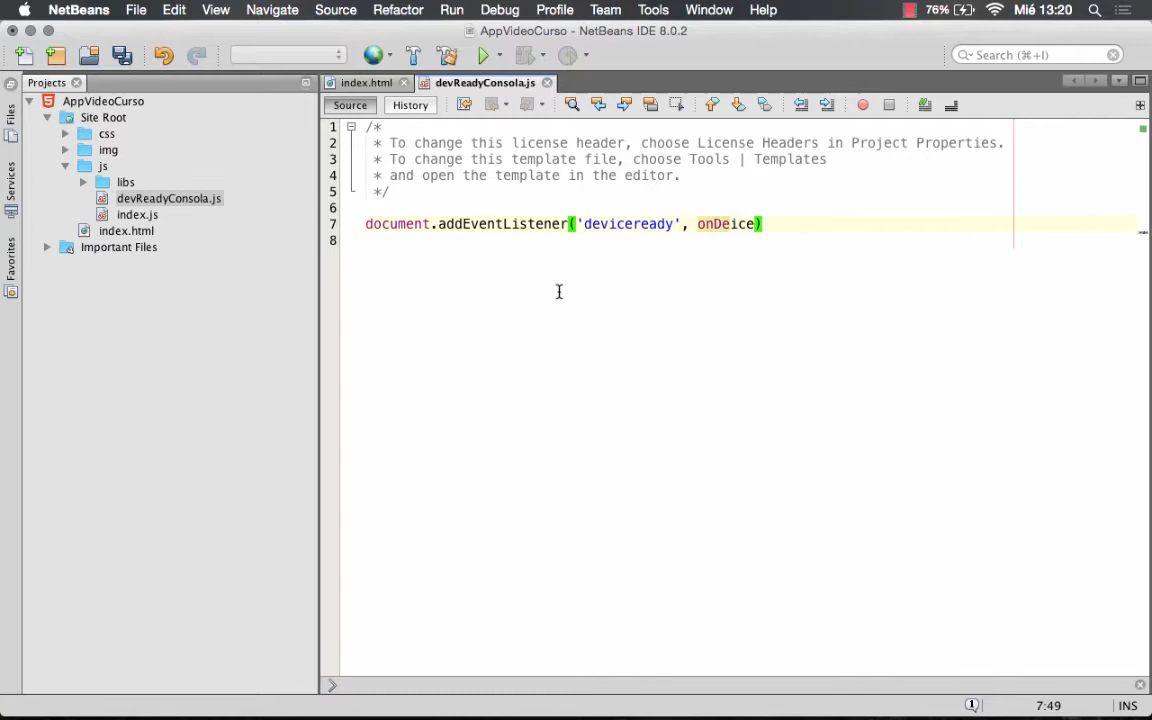 NetBeans File Edit View Navigate Source Refactor Run Debug Profile Team Tools Window Help 76% Mié 13:20
AppVideoCurso - NetBeans IDE 8.0.2
Search (⌘+I)
Projects
index.html devReadyConsola.js
Source History
Files
Services
Favorites
AppVideoCurso
Site Root
css
img
js
libs
devReadyConsola.js
index.js
index.html
Important Files
1 /*
2 * To change this license header, choose License Headers in Project Properties.
3 * To change this template file, choose Tools | Templates
4 * and open the template in the editor.
5 */
6
7 document.addEventListener('deviceready', onDeice)
8
1 7:49 INS